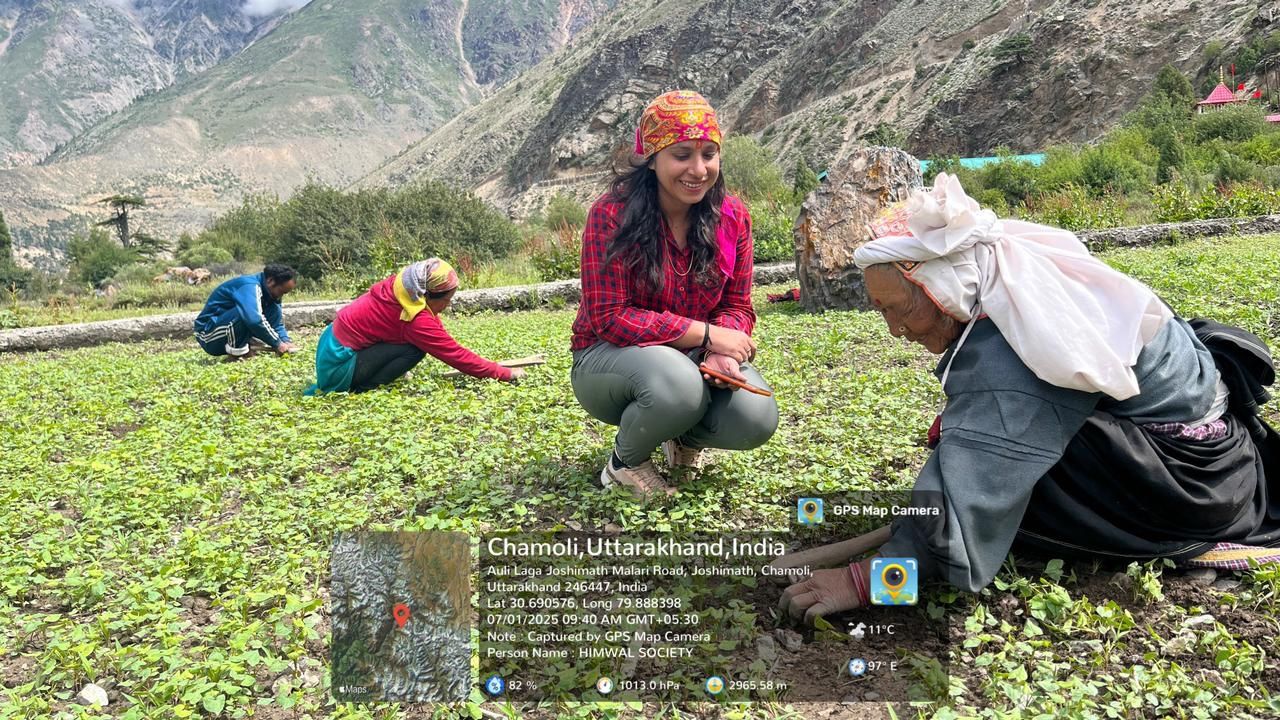 GPS Map Camera
Chamoli,Uttarakhand,India
Auli Laga Joshimath Malari Road, Joshimath, Chamoli,
Uttarakhand 246447, India
Lat 30.690576, Long 79.888398
07/01/2025 09:40 AM GMT+05:30
Note : Captured by GPS Map Camera
Person Name : HIMWAL SOCIETY
11°C
97° E
82 %
1013.0 hPa
2965.58 m
Maps